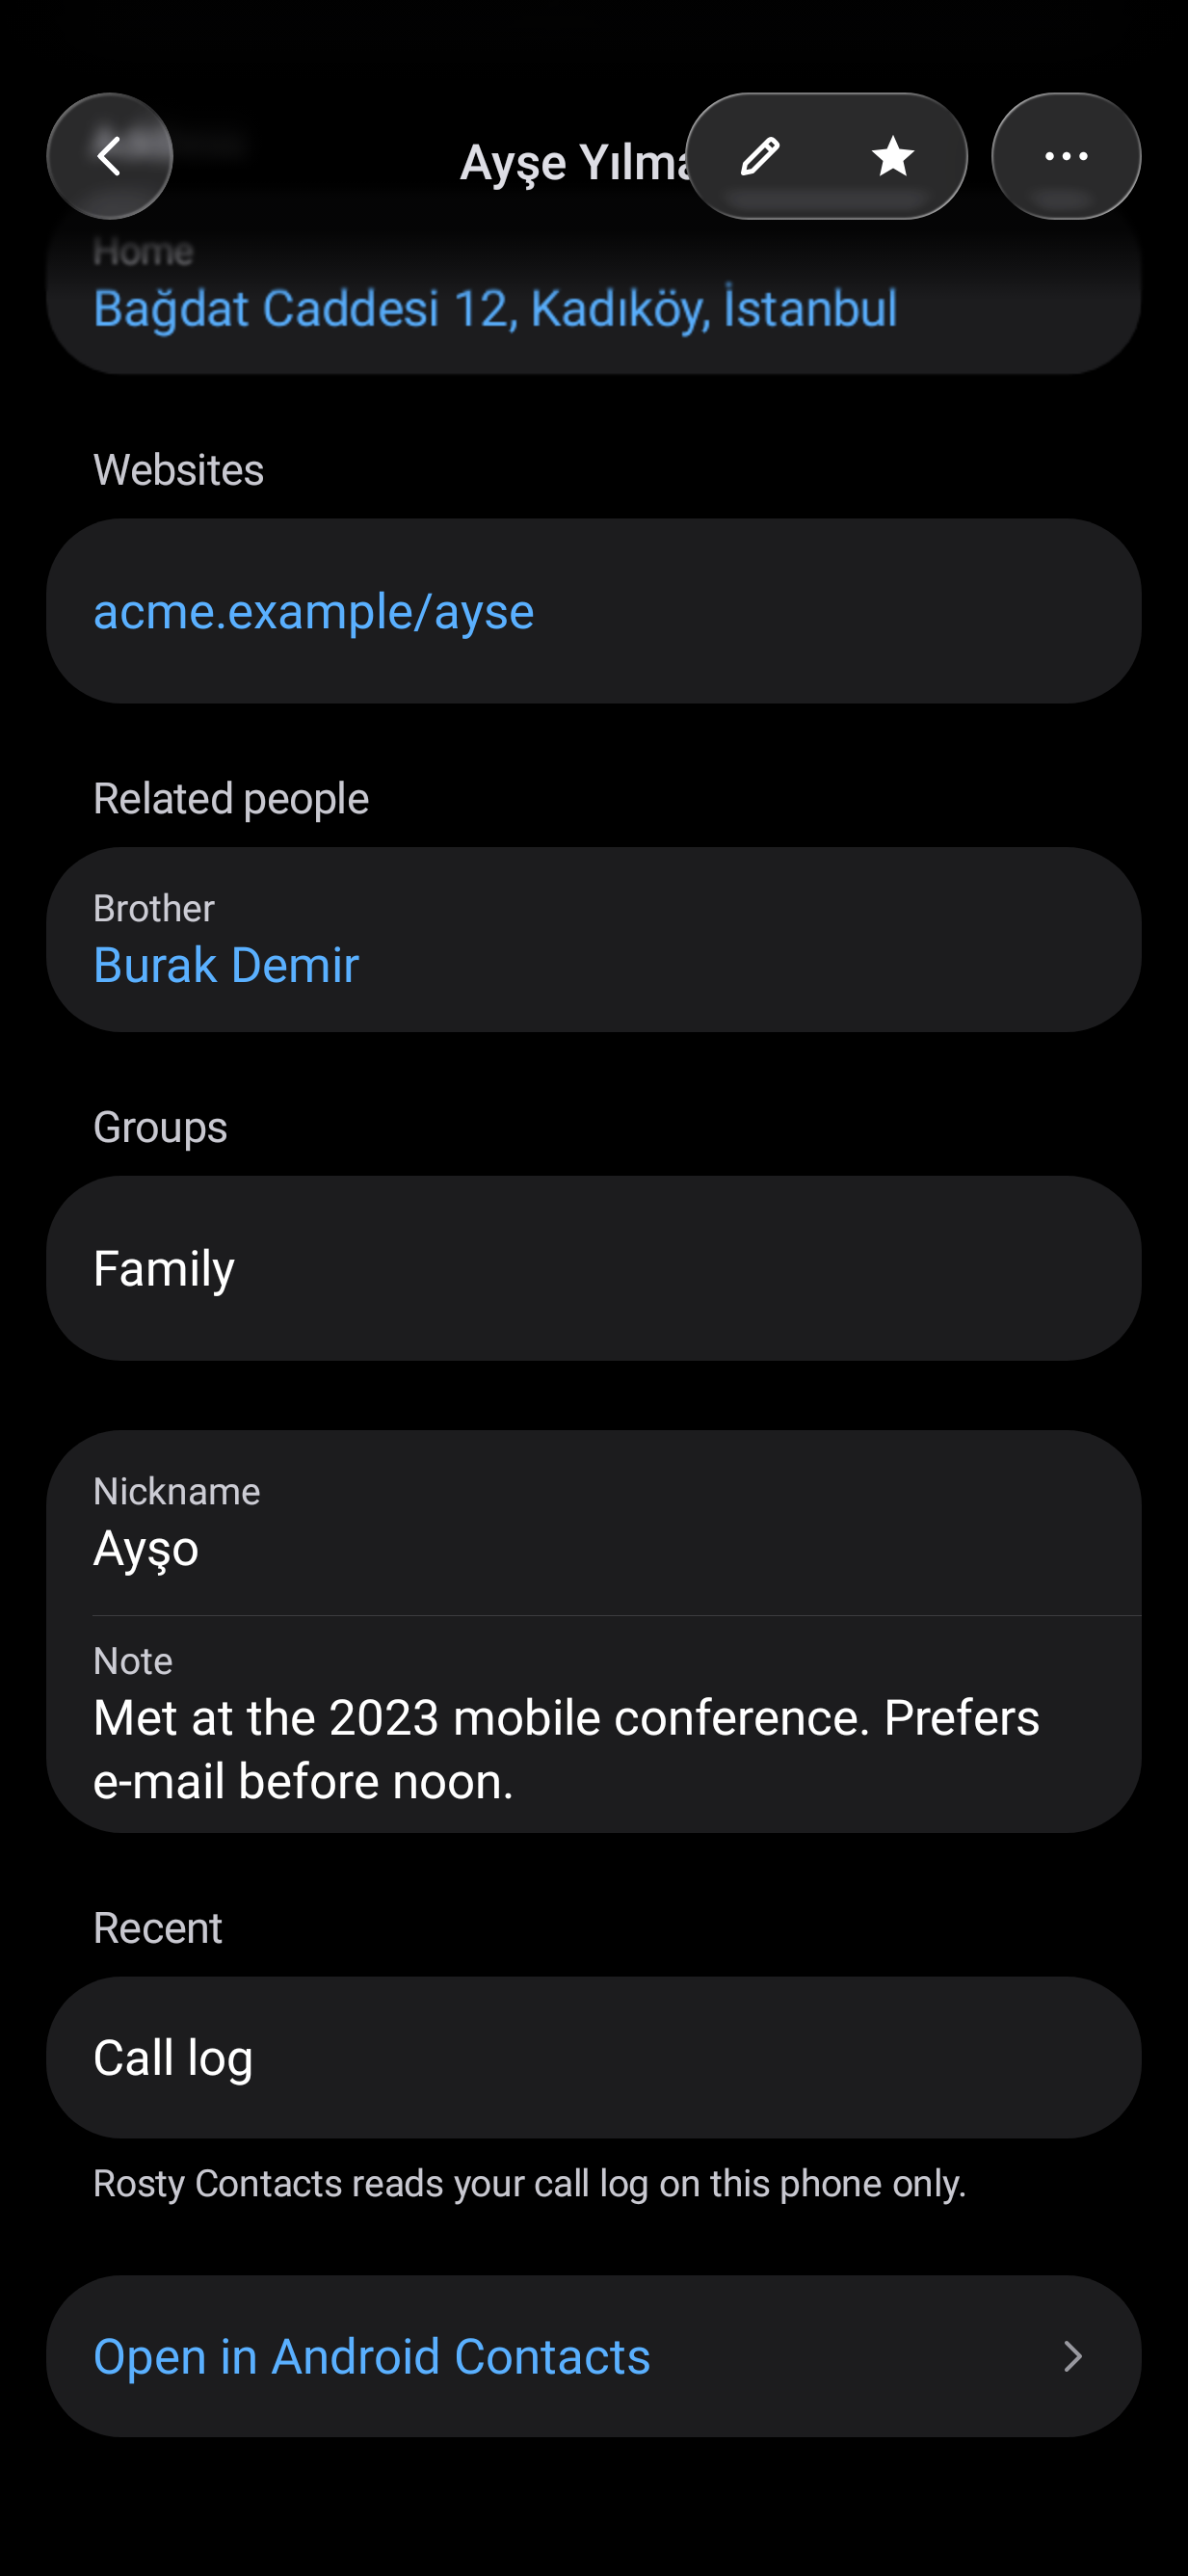 Ayşe Yılma
Home
Bağdat Caddesi 12, Kadıköy, İstanbul
Websites
acme.example/ayse
Related people
Brother
Burak Demir
Groups
Family
Nickname
Ayşo
Note
Met at the 2023 mobile conference. Prefers
e-mail before noon.
Recent
Call log
Rosty Contacts reads your call log on this phone only.
Open in Android Contacts